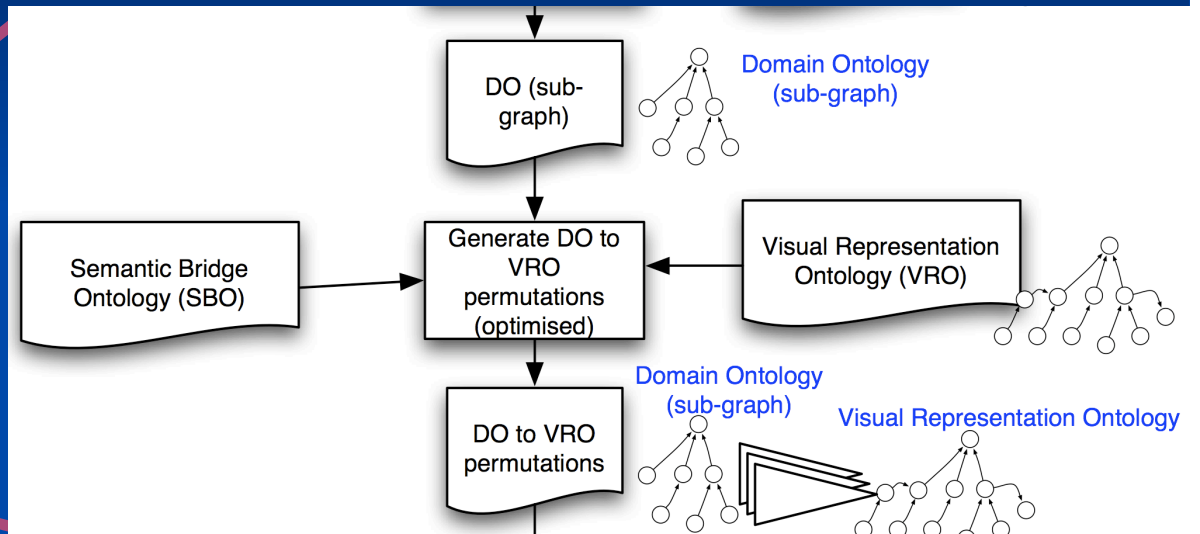 DO (sub-
graph)
Domain Ontology
(sub-graph)
Semantic Bridge
Ontology (SBO)
Generate DO to
VRO
permutations
(optimised)
Visual Representation
Ontology (VRO)
DO to VRO
permutations
Domain Ontology
(sub-graph)
Visual Representation Ontology